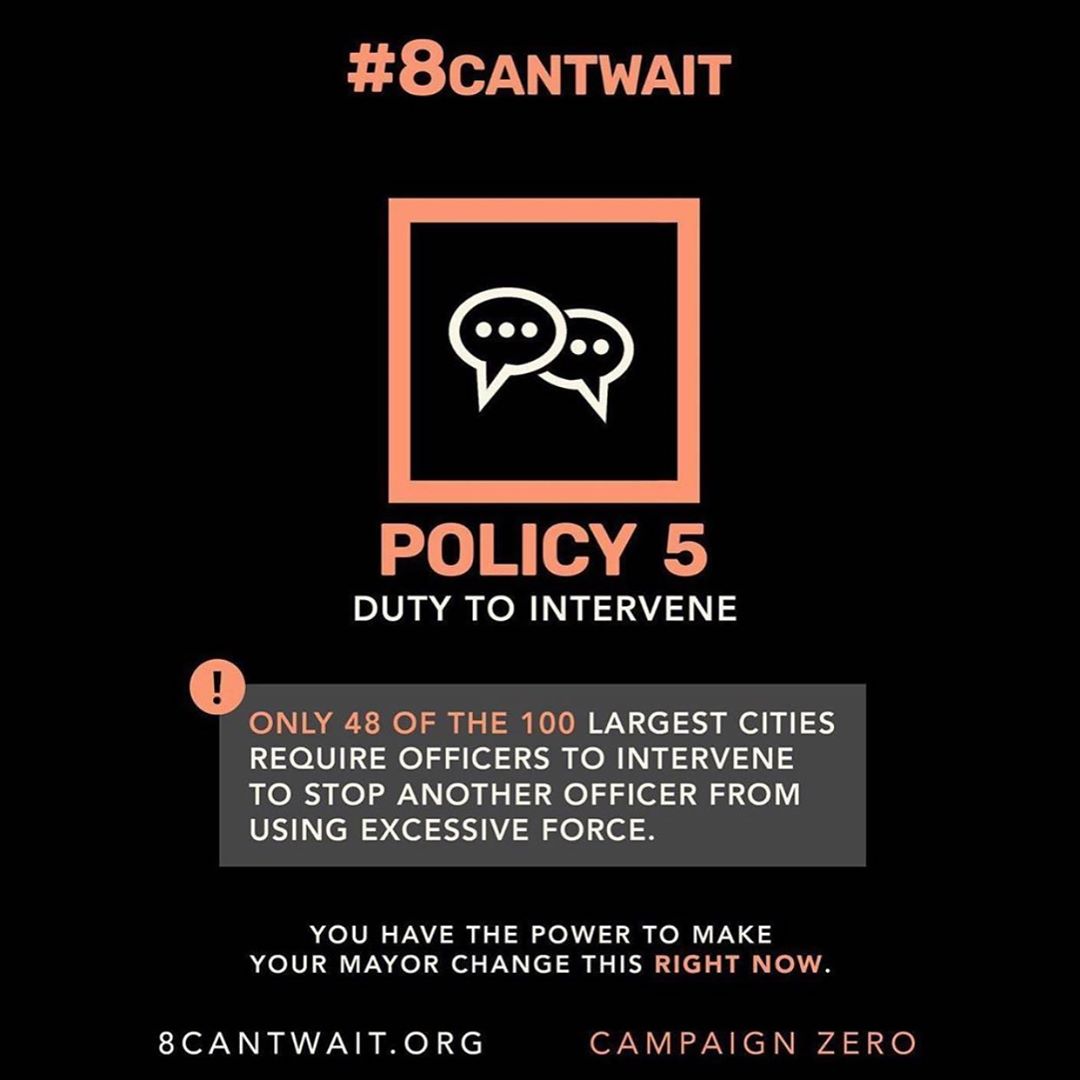 #8CANTWAIT
POLICY 5
DUTY TO INTERVENE
!
ONLY 48 OF THE 100 LARGEST CITIES
REQUIRE OFFICERS TO INTERVENE
TO STOP ANOTHER OFFICER FROM
USING EXCESSIVE FORCE.
YOU HAVE THE POWER TO MAKE
YOUR MAYOR CHANGE THIS RIGHT NOW.
8CANTWAIT.ORG
CAMPAIGN ZERO